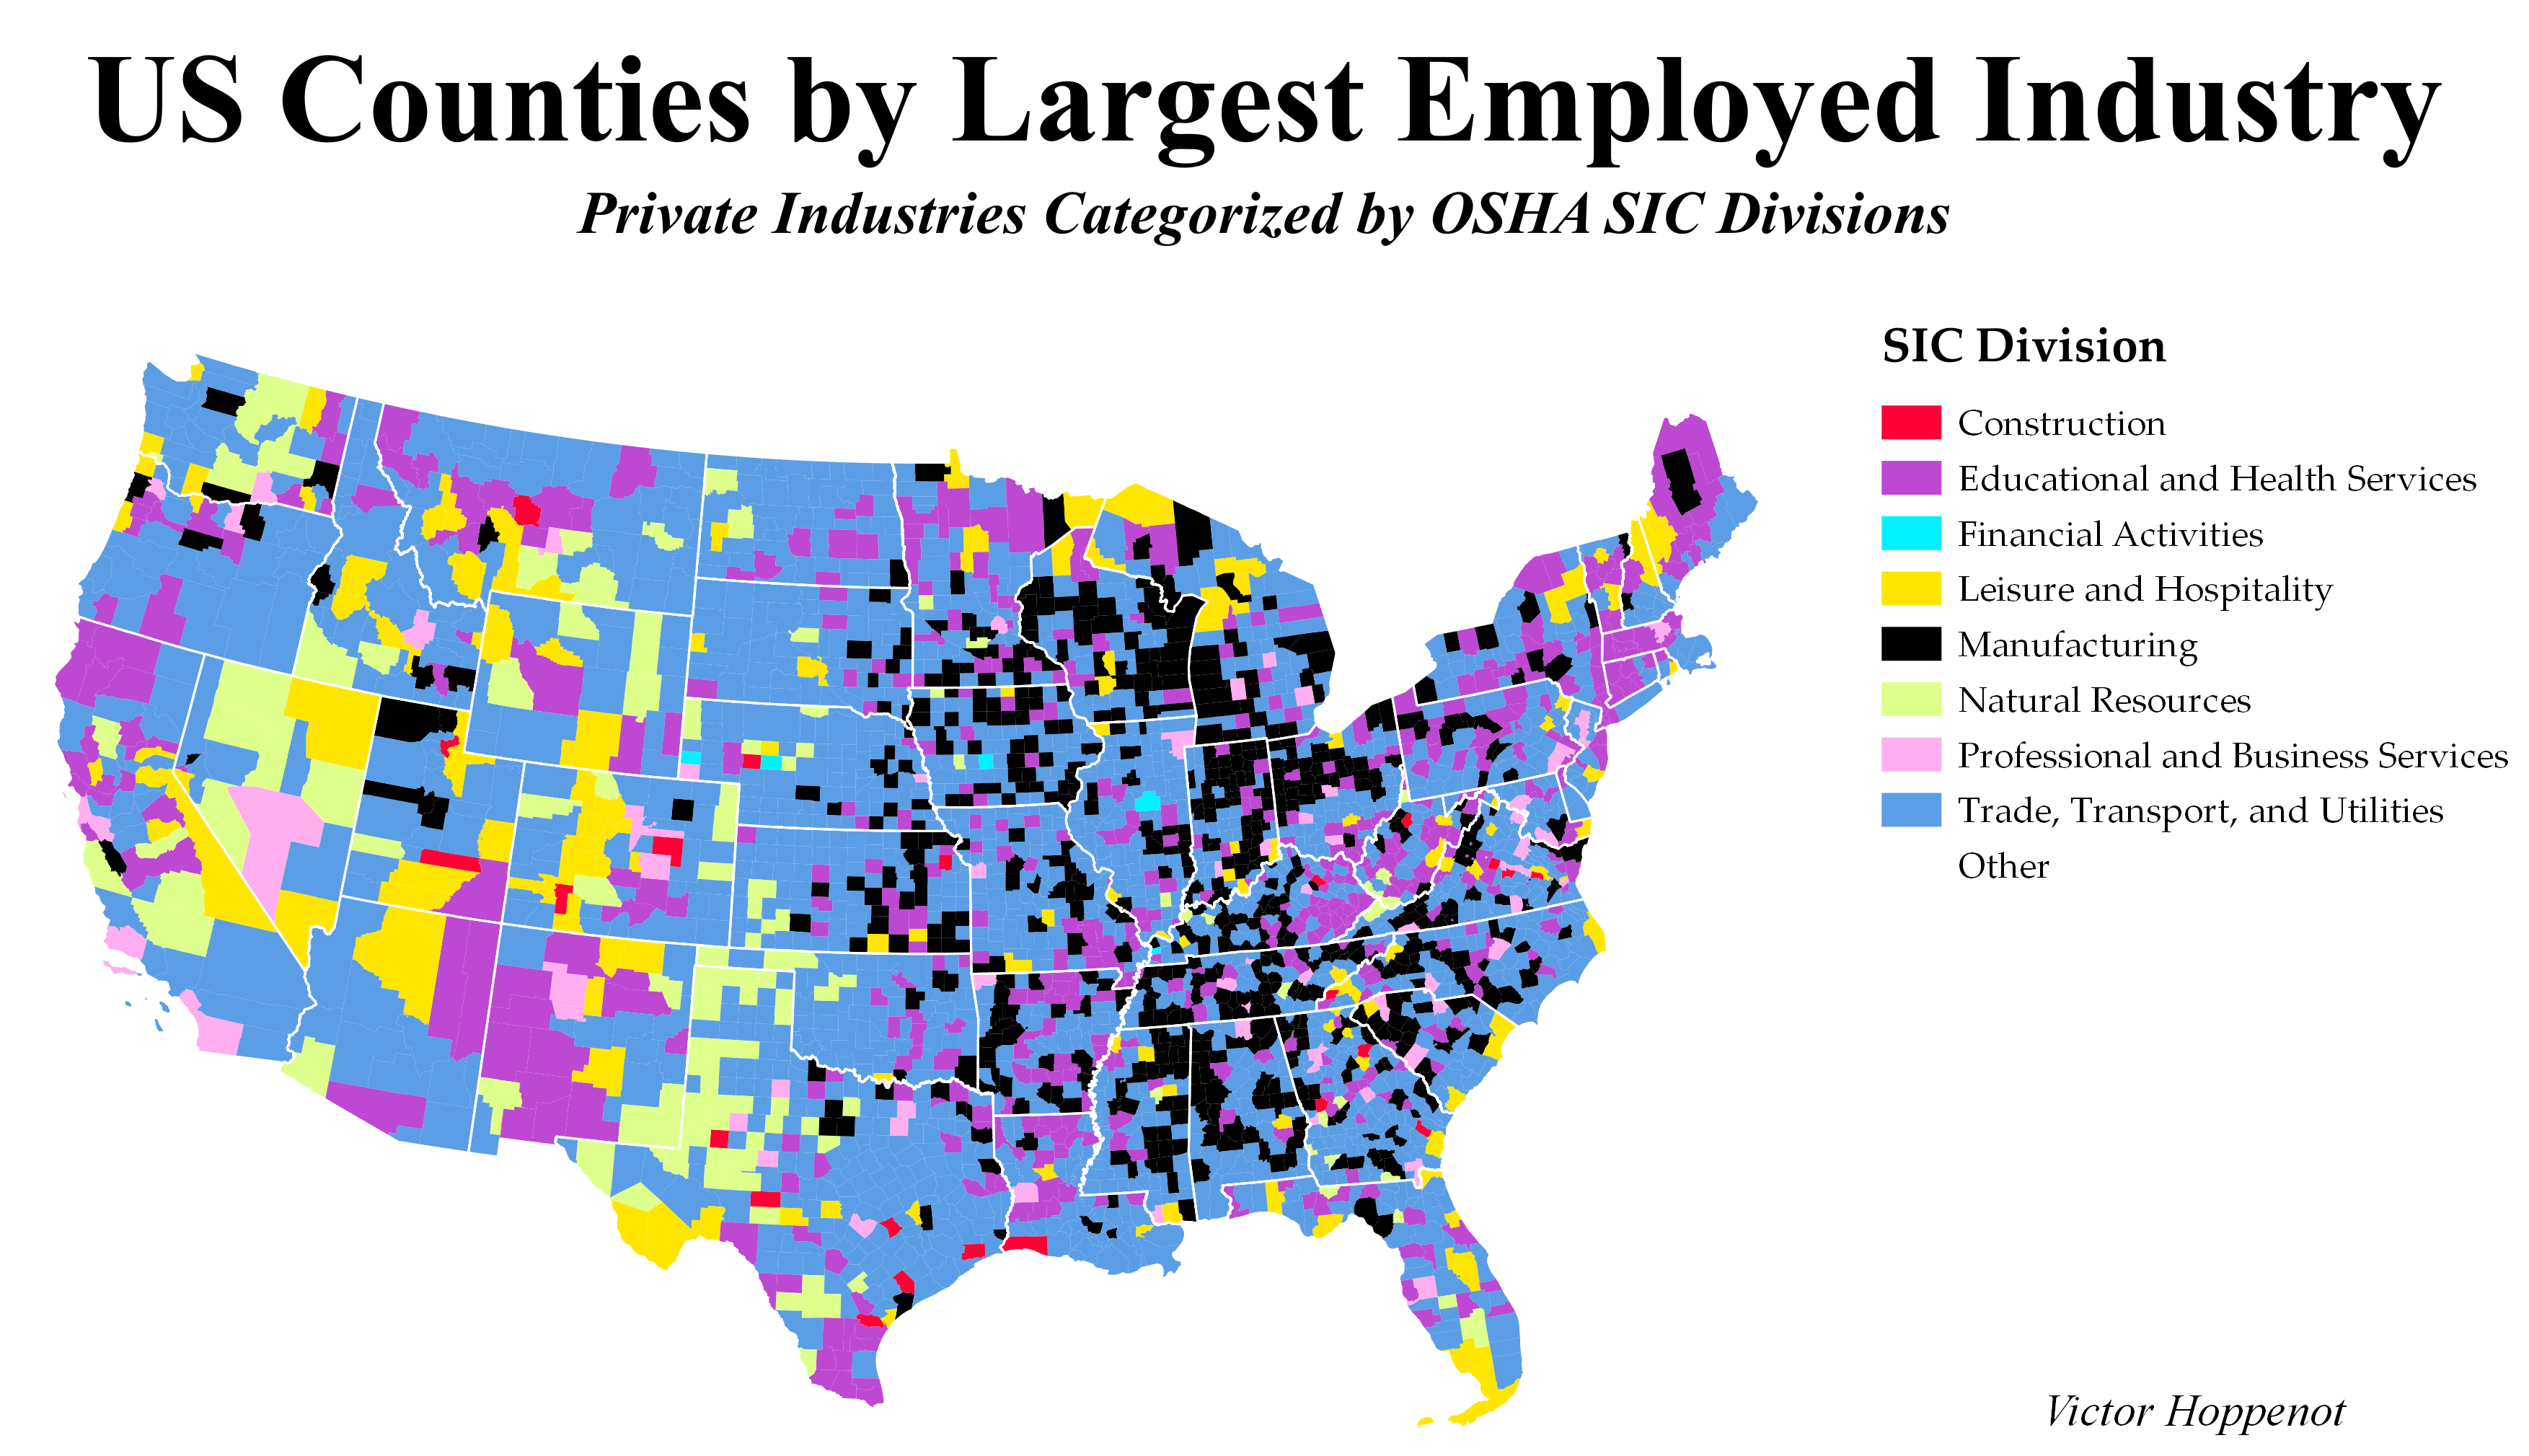 US Counties by Largest Employed Industry
Private Industries Categorized by OSHA SIC Divisions
SIC Division
Construction
Educational and Health Services
Financial Activities
Leisure and Hospitality
Manufacturing
Natural Resources
Professional and Business Services
Trade, Transport, and Utilities
Other
Victor Hoppenot